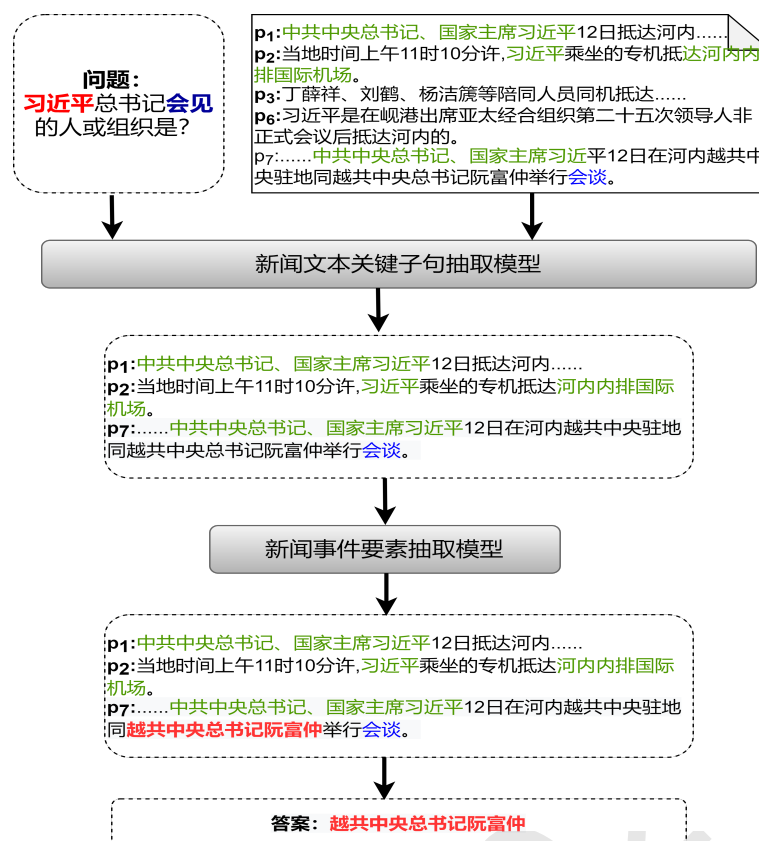 问题：
习近平总书记会见
的人或组织是？
p1:中共中央总书记、国家主席习近平12日抵达河内......
p2:当地时间上午11时10分许,习近平乘坐的专机抵达河内内
排国际机场。
p3:丁薛祥、刘鹤、杨洁篪等陪同人员同机抵达......
p6:习近平是在岘港出席亚太经合组织第二十五次领导人非
正式会议后抵达河内的。
p7:......中共中央总书记、国家主席习近平12日在河内越共中
央驻地同越共中央总书记阮富仲举行会谈。
新闻文本关键子句抽取模型
p1:中共中央总书记、国家主席习近平12日抵达河内......
p2:当地时间上午11时10分许,习近平乘坐的专机抵达河内内排国际
机场。
p7:......中共中央总书记、国家主席习近平12日在河内越共中央驻地
同越共中央总书记阮富仲举行会谈。
新闻事件要素抽取模型
p1:中共中央总书记、国家主席习近平12日抵达河内......
p2:当地时间上午11时10分许,习近平乘坐的专机抵达河内内排国际
机场。
p7:......中共中央总书记、国家主席习近平12日在河内越共中央驻地
同越共中央总书记阮富仲举行会谈。
答案：越共中央总书记阮富仲